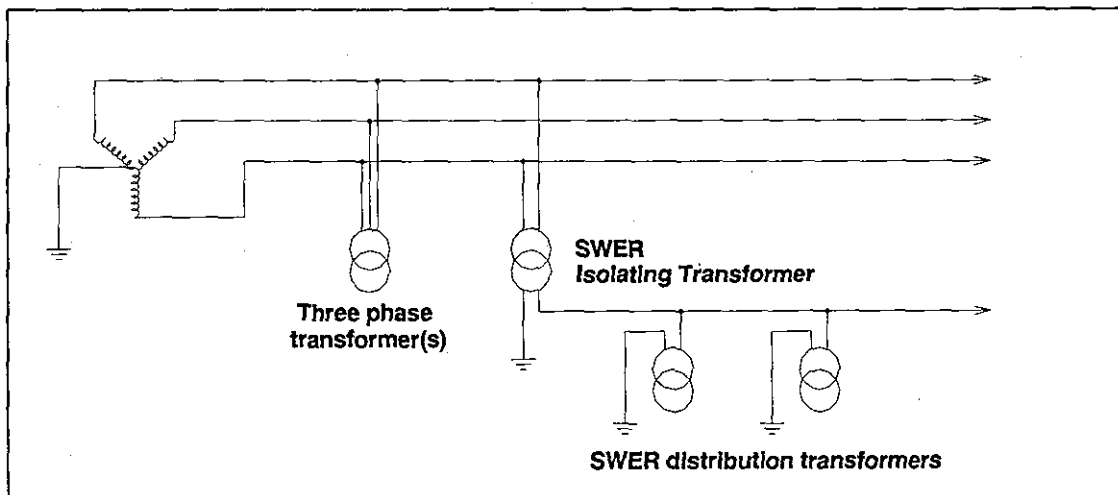 SWER
Isolating Transformer
Three phase
transformer(s)
SWER distribution transformers